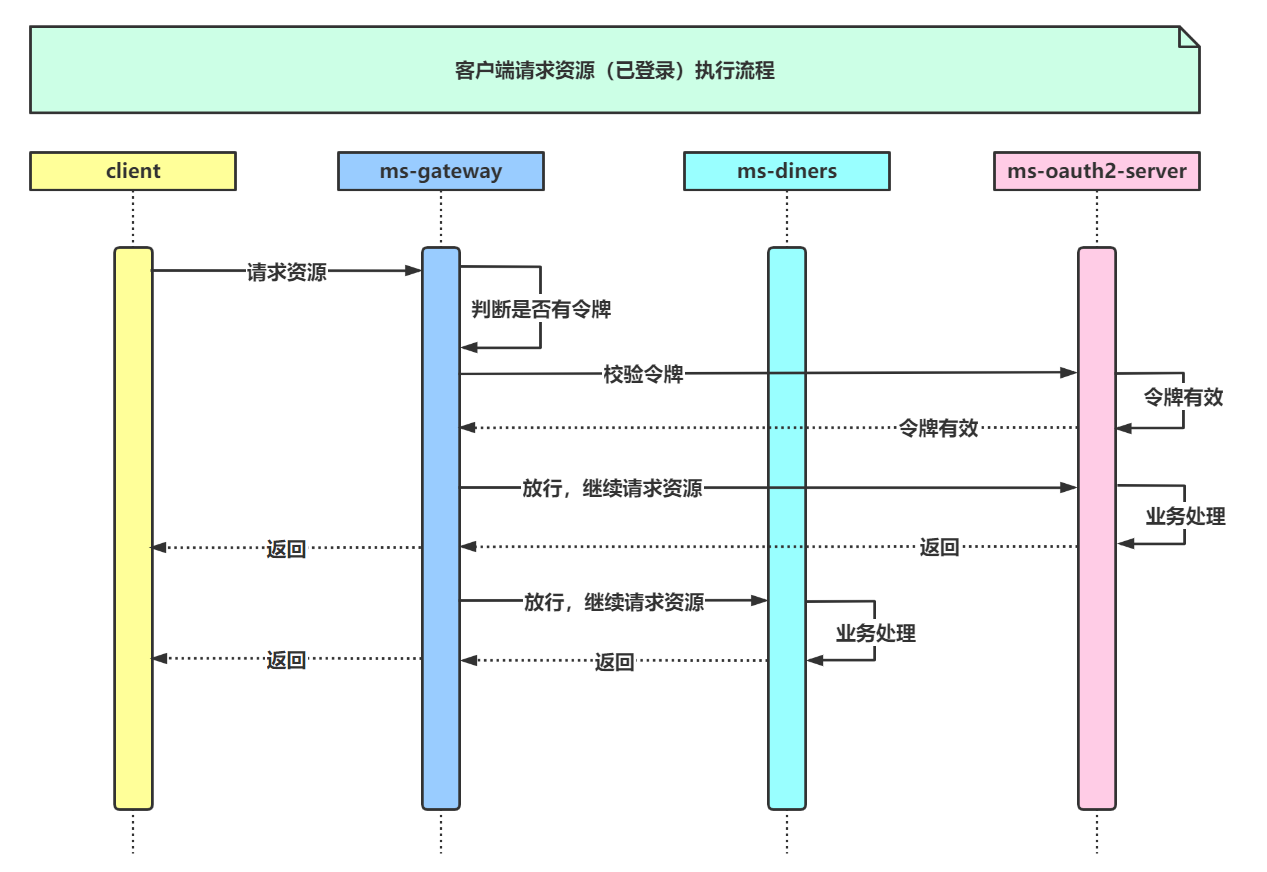 客户端请求资源（已登录）执行流程
client
ms-gateway
ms-diners
ms-oauth2-server
请求资源
判断是否有令牌
校验令牌
令牌有效
令牌有效
放行，继续请求资源
业务处理
返回
返回
放行，继续请求资源
业务处理
返回
返回